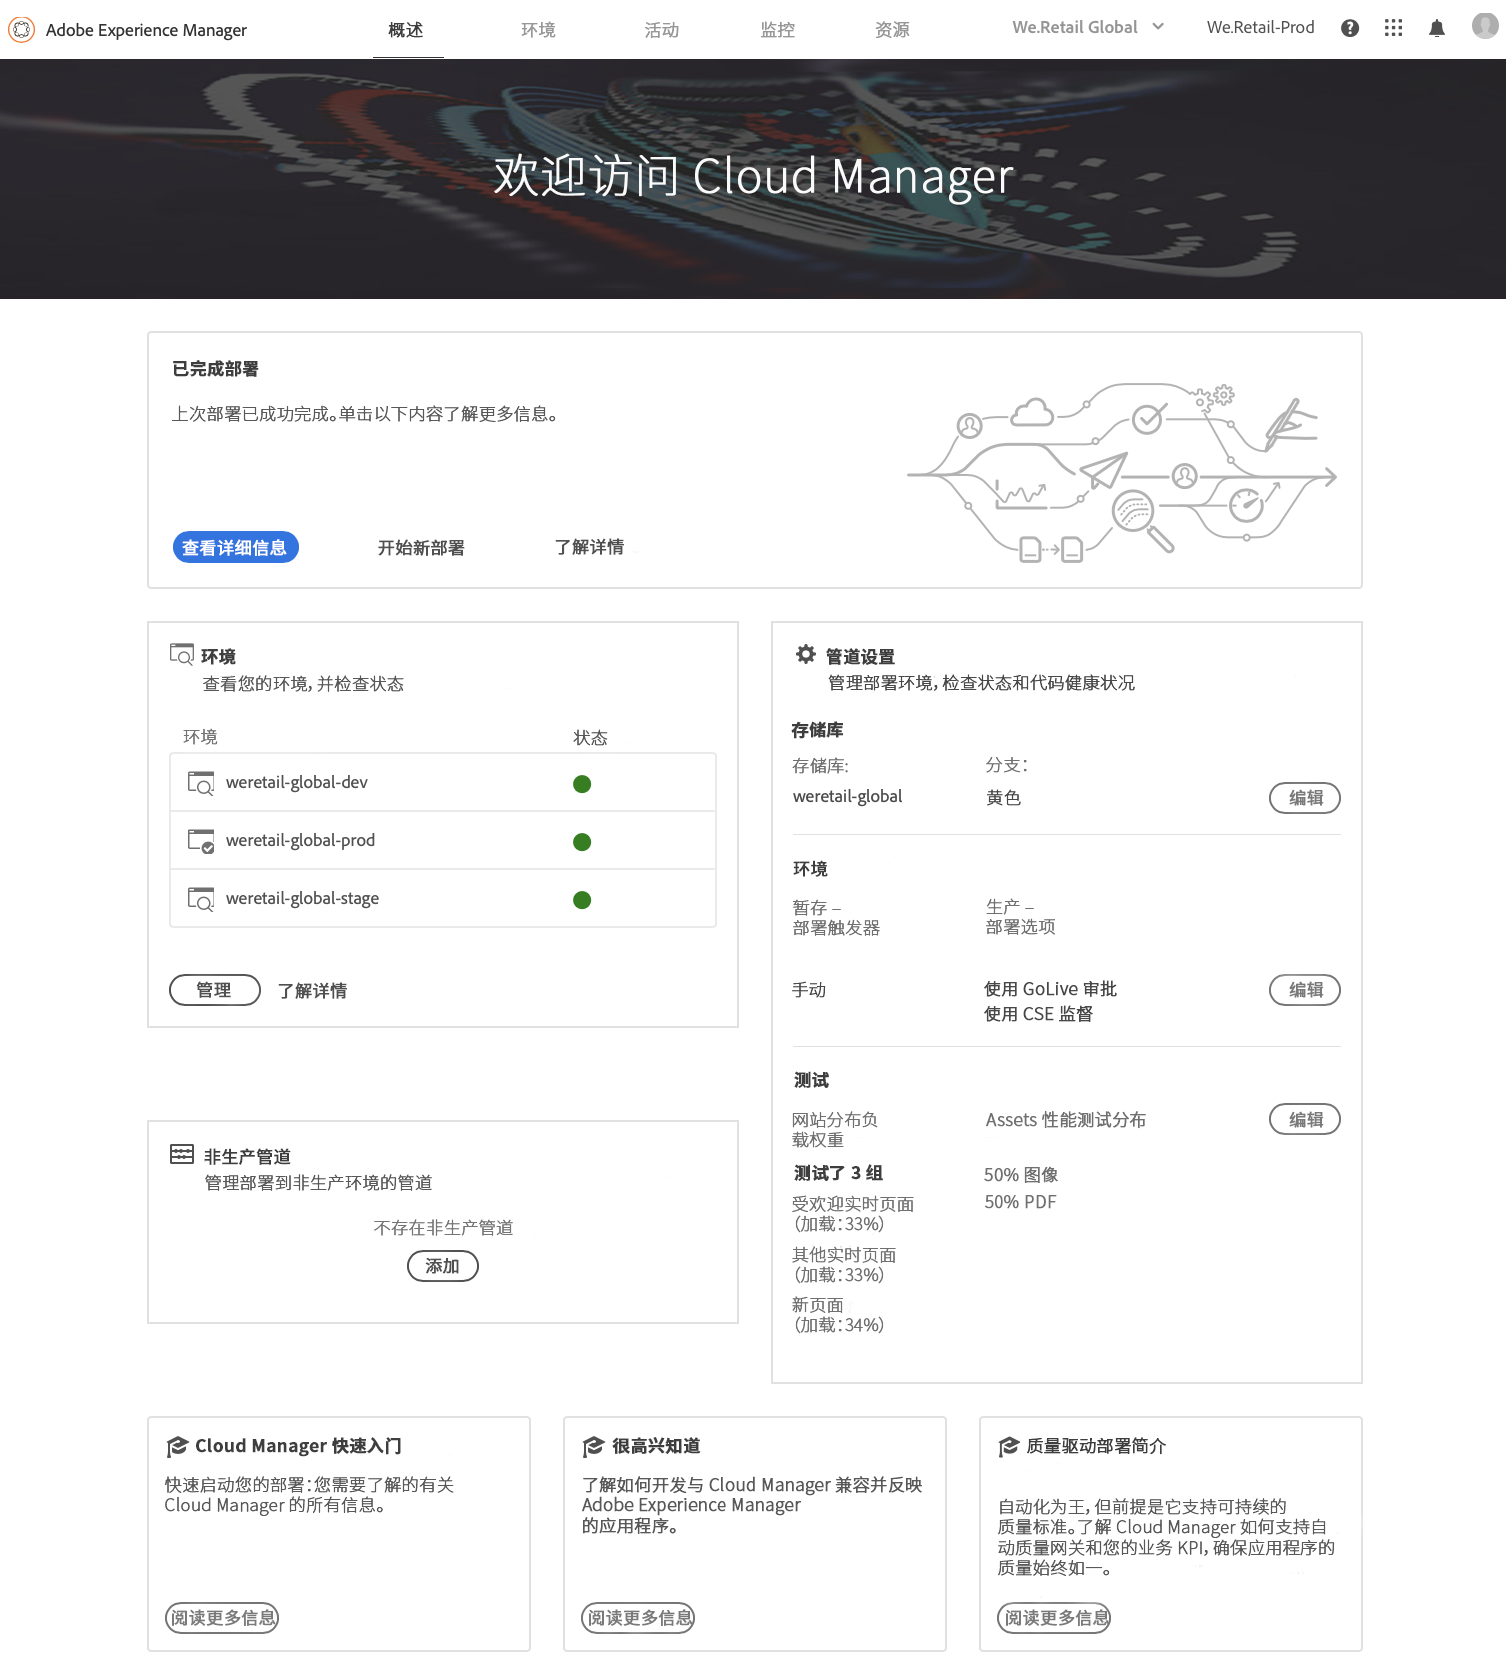 Adobe Experience Manager
概述
环境
活动
监控
资源
We.Retail Global
We.Retail-Prod
欢迎访问 Cloud Manager
已完成部署
上次部署已成功完成。单击以下内容了解更多信息。
查看详细信息
开始新部署
了解详情
环境
查看您的环境，并检查状态
环境
状态
weretail-global-dev
weretail-global-prod
weretail-global-stage
管理
了解详情
非生产管道
管理部署到非生产环境的管道
不存在非生产管道
添加
管道设置
管理部署环境，检查状态和代码健康状况
存储库
存储库:
分支:
weretail-global
黄色
编辑
环境
暂存 –
部署触发器
生产 –
部署选项
手动
使用 GoLive 审批
使用 CSE 监督
编辑
测试
网站分布负
载权重
Assets 性能测试分布
编辑
测试了 3 组
50% 图像
50% PDF
受欢迎实时页面
（加载：33%）
其他实时页面
（加载：33%）
新页面
（加载：34%）
Cloud Manager 快速入门
快速启动您的部署：您需要了解的有关
Cloud Manager 的所有信息。
阅读更多信息
很高兴知道
了解如何开发与 Cloud Manager 兼容并反映
Adobe Experience Manager
的应用程序。
阅读更多信息
质量驱动部署简介
自动化为王，但前提是它支持可持续的
质量标准。了解 Cloud Manager 如何支持自
动质量网关和您的业务 KPI，确保应用程序的
质量始终如一。
阅读更多信息